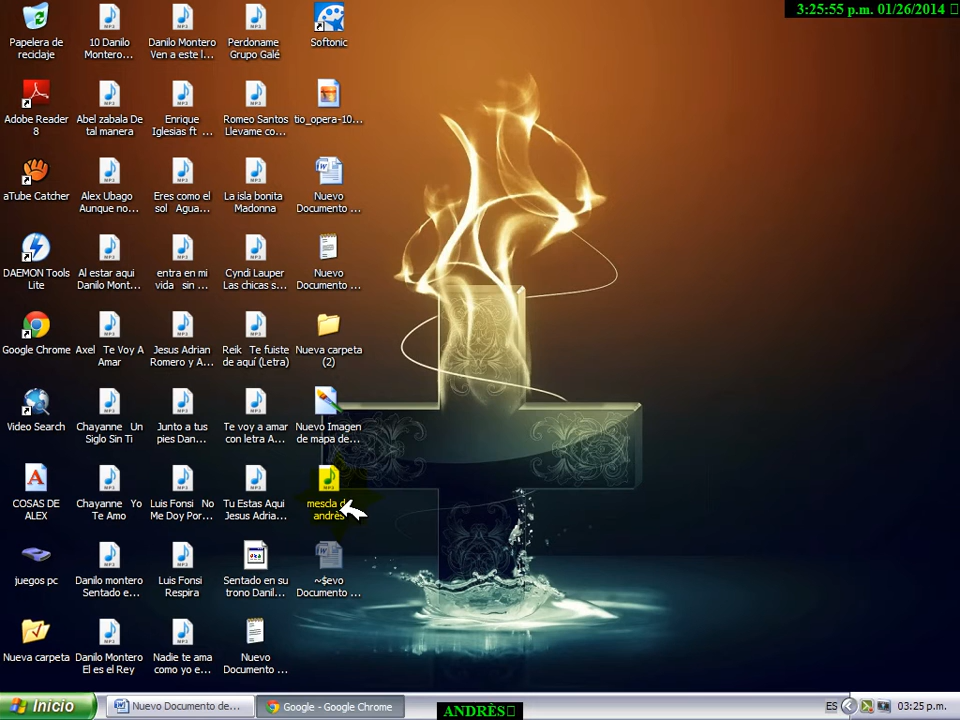 3:25:55 p.m. 01/26/2014
Papelera de
reciclaje
10 Danilo
Montero...
Danilo Montero
Ven a este l...
Perdoname
Grupo Galé
Softonic
Adobe Reader
8
Abel zabala De
tal manera
Enrique
Iglesias ft ...
Romeo Santos
Llevame co...
tio_opera-10...
aTube Catcher
Alex Ubago
Aunque no...
Eres como el
sol Agua...
La isla bonita
Madonna
Nuevo
Documento ...
DAEMON Tools
Lite
Al estar aqui
Danilo Mont...
entra en mi
vida sin ...
Cyndi Lauper
Las chicas s...
Nuevo
Documento ...
Google Chrome
Axel Te Voy A
Amar
Jesus Adrian
Romero y A...
Reik Te fuiste
de aquí (Letra)
Nueva carpeta
(2)
Video Search
Chayanne Un
Siglo Sin Ti
Junto a tus
pies Dan...
Te voy a amar
con letra A...
Nuevo Imagen
de mapa de...
COSAS DE
ALEX
Chayanne Yo
Te Amo
Luis Fonsi No
Me Doy Por...
Tu Estas Aqui
Jesus Adria...
mescla d
andrès
juegos pc
Danilo montero
Sentado e...
Luis Fonsi
Respira
Sentado en su
trono Danil...
~$evo
Documento ...
Nueva carpeta
Danilo Montero
El es el Rey
Nadie te ama
como yo e...
Nuevo
Documento ...
Inicio
Nuevo Documento de...
Google - Google Chrome
ANDRÈS
ES
03:25 p.m.